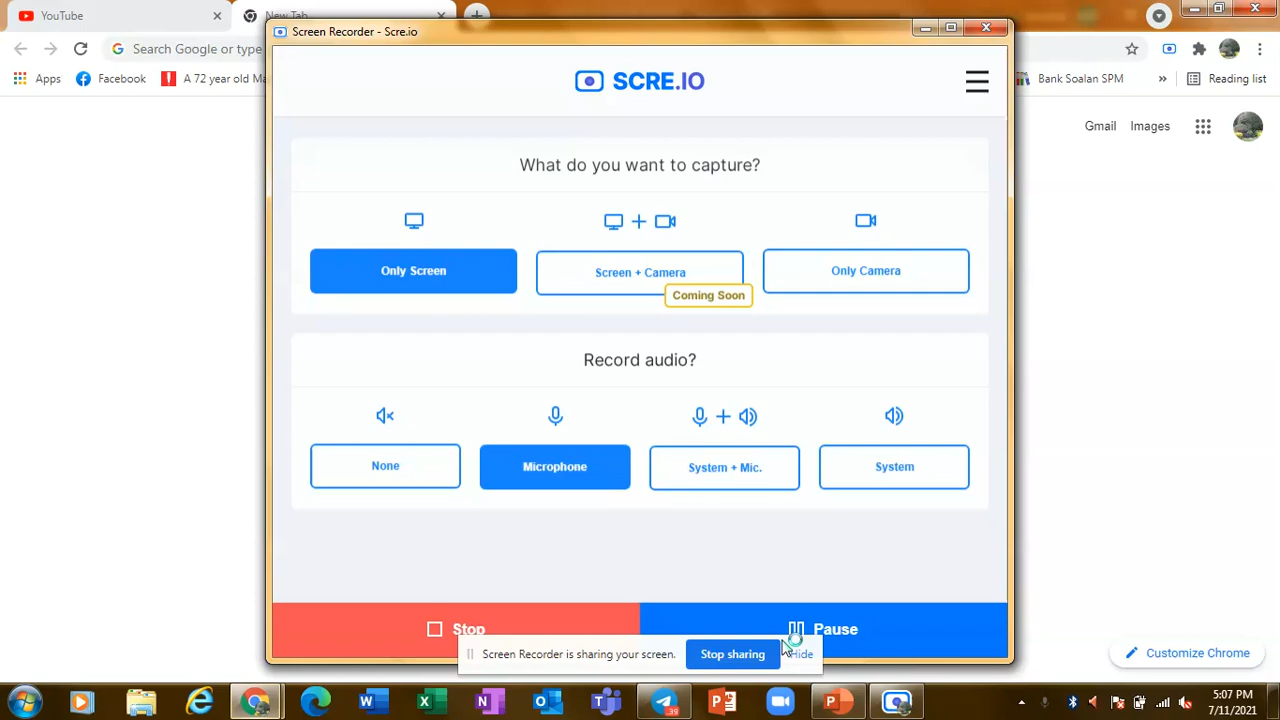 YouTube
New Tab
Screen Recorder - Scre.io
Search Google or type
Apps
Facebook
A 72 year old Ma
Bank Soalan SPM
»
Reading list
SCRE.IO
Gmail
Images
What do you want to capture?
Only Screen
Screen + Camera
Only Camera
Coming Soon
Record audio?
None
Microphone
System + Mic.
System
Stop
Pause
Screen Recorder is sharing your screen.
Stop sharing
Hide
Customize Chrome
39
5:07 PM
7/11/2021